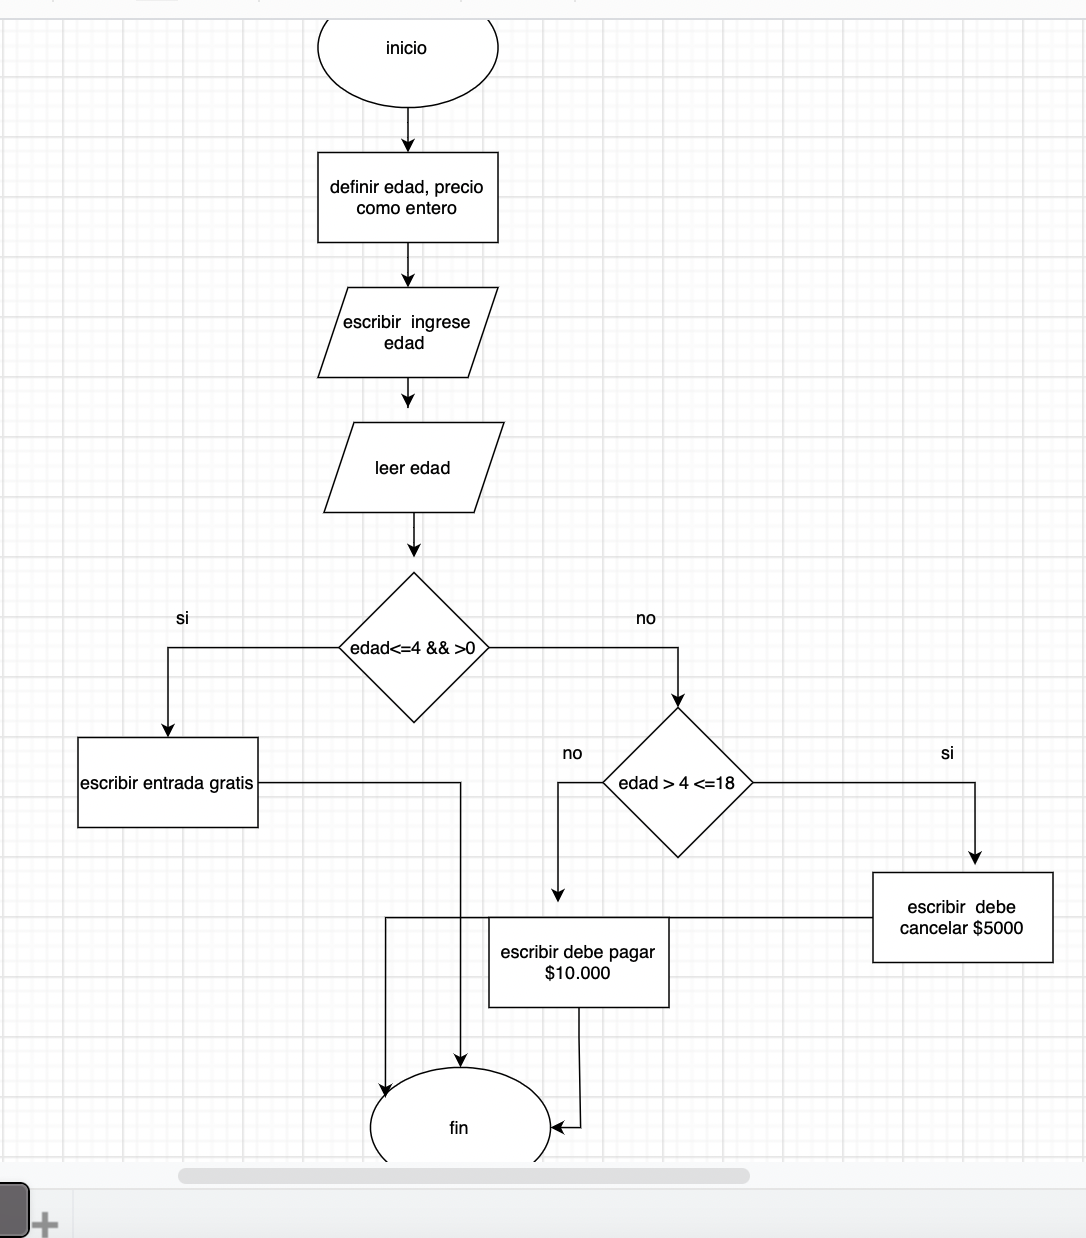 inicio
definir edad, precio
como entero
escribir  ingrese
edad
leer edad
si
no
edad<=4 && >0
no
si
escribir entrada gratis
edad > 4 <=18
escribir  debe
cancelar $5000
escribir debe pagar
$10.000
fin